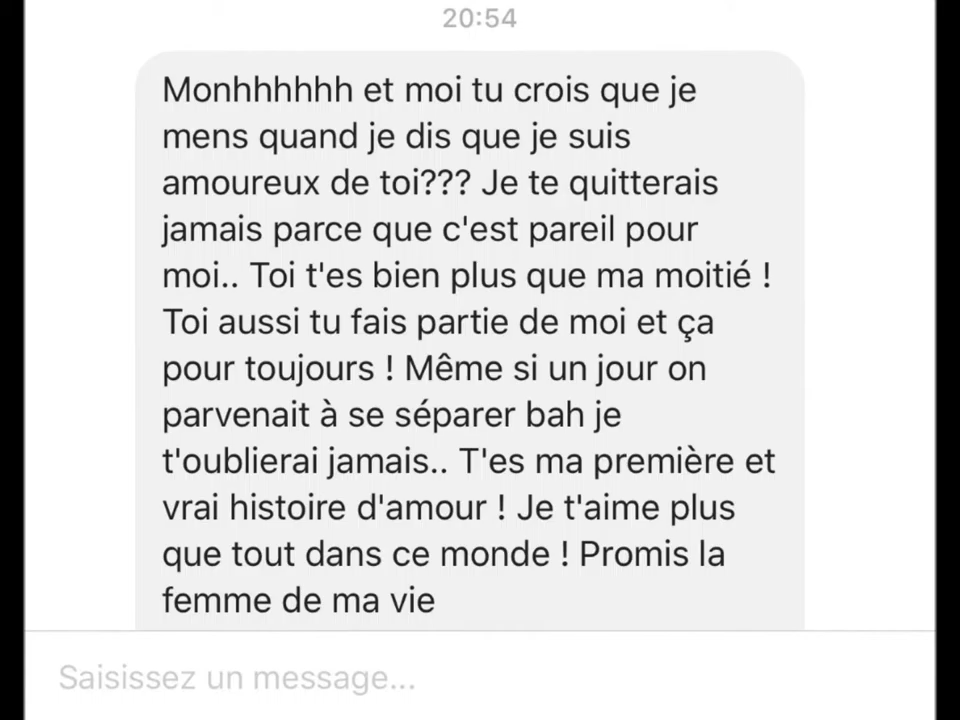 20:54
Monhhhhhh et moi tu crois que je
mens quand je dis que je suis
amoureux de toi??? Je te quitterais
jamais parce que c'est pareil pour
moi.. Toi t'es bien plus que ma moitié !
Toi aussi tu fais partie de moi et ça
pour toujours ! Même si un jour on
parvenait à se séparer bah je
t'oublierai jamais.. T'es ma première et
vrai histoire d'amour ! Je t'aime plus
que tout dans ce monde ! Promis la
femme de ma vie
Saisissez un message...